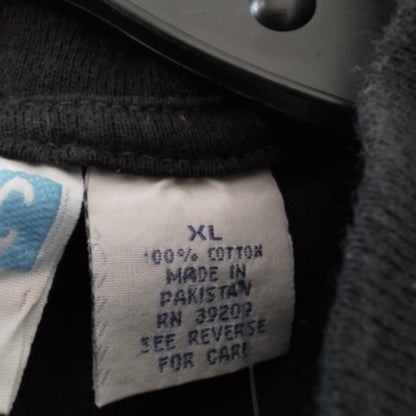 C
XL
100% COTTON
MADE IN
PAKISTAN
RN 39209
SEE REVERSE
FOR CARE